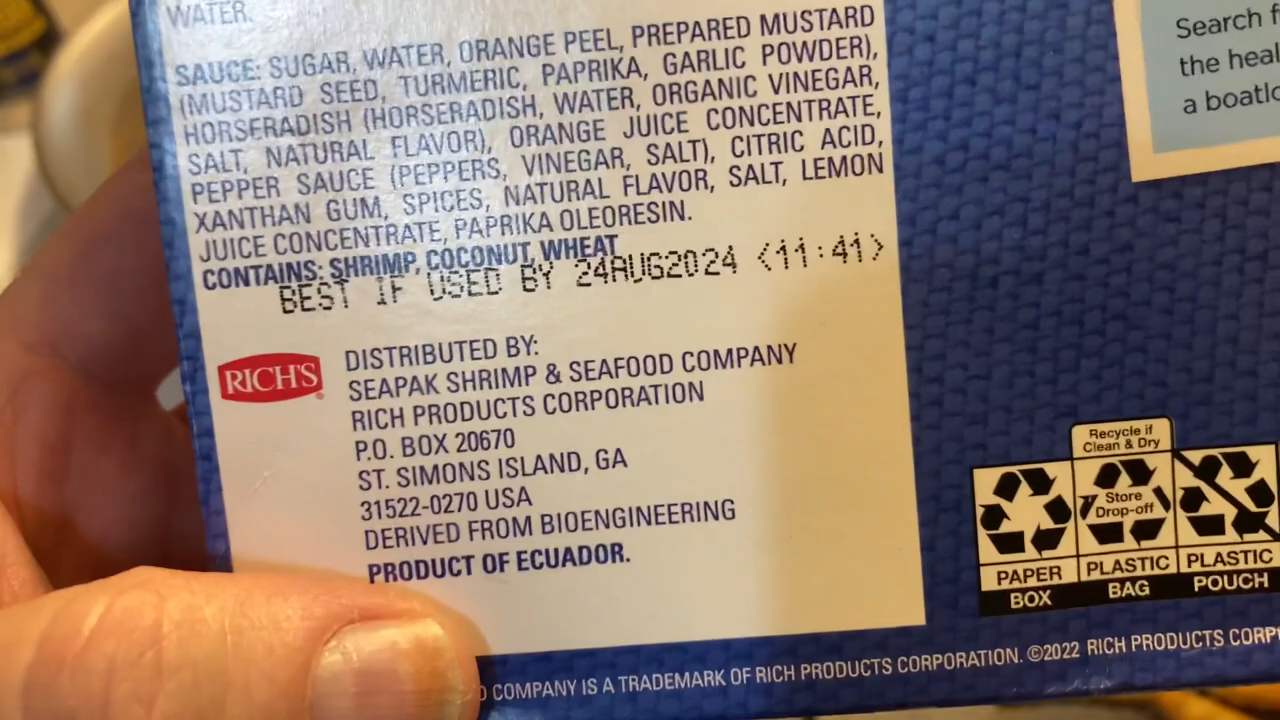 WATER.
SAUCE: SUGAR, WATER, ORANGE PEEL, PREPARED MUSTARD
(MUSTARD SEED, TURMERIC, PAPRIKA, GARLIC POWDER),
HORSERADISH (HORSERADISH, WATER, ORGANIC VINEGAR,
SALT, NATURAL FLAVOR), ORANGE JUICE CONCENTRATE,
PEPPER SAUCE (PEPPERS, VINEGAR, SALT), CITRIC ACID,
XANTHAN GUM, SPICES, NATURAL FLAVOR, SALT, LEMON
JUICE CONCENTRATE, PAPRIKA OLEORESIN.
CONTAINS: SHRIMP, COCONUT, WHEAT
BEST IF USED BY 24AUG2024 <11:41>
RICH'S®
DISTRIBUTED BY:
SEAPAK SHRIMP & SEAFOOD COMPANY
RICH PRODUCTS CORPORATION
P.O. BOX 20670
ST. SIMONS ISLAND, GA
31522-0270 USA
DERIVED FROM BIOENGINEERING
PRODUCT OF ECUADOR.
Search
the
a
Recycle if
Clean & Dry
Store
Drop-off
PAPER
BOX
PLASTIC
BAG
PLASTIC
POUCH
COMPANY IS A TRADEMARK OF RICH PRODUCTS CORPORATION. ©2022 RICH PRODUCTS